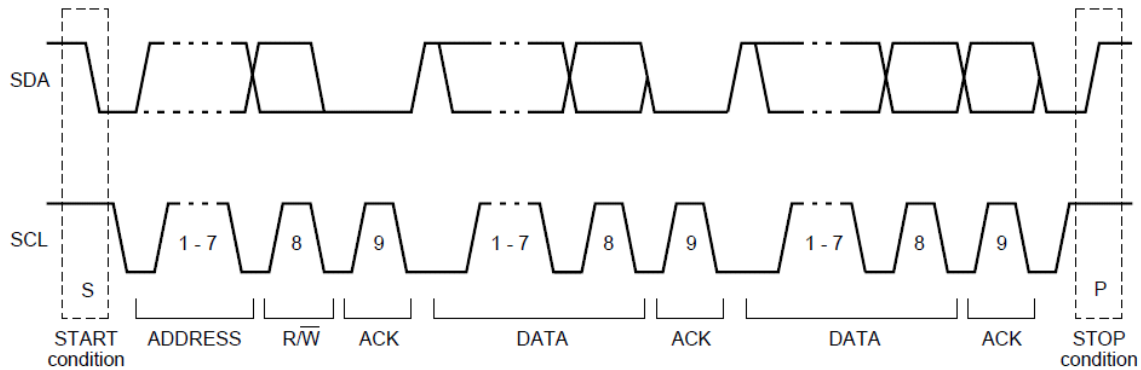 SDA
SCL
1 - 7 8 9 1 - 7 8 9 1 - 7 8 9
S P
START condition ADDRESS R/W̅ ACK DATA ACK DATA ACK STOP condition